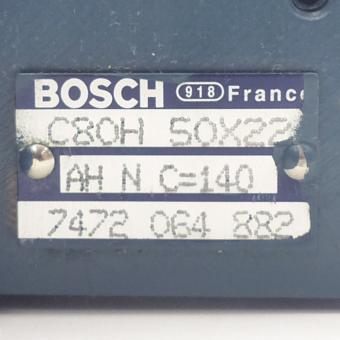 BOSCH 918 France
C80H 50X22
AH N C=140
7472 064 882